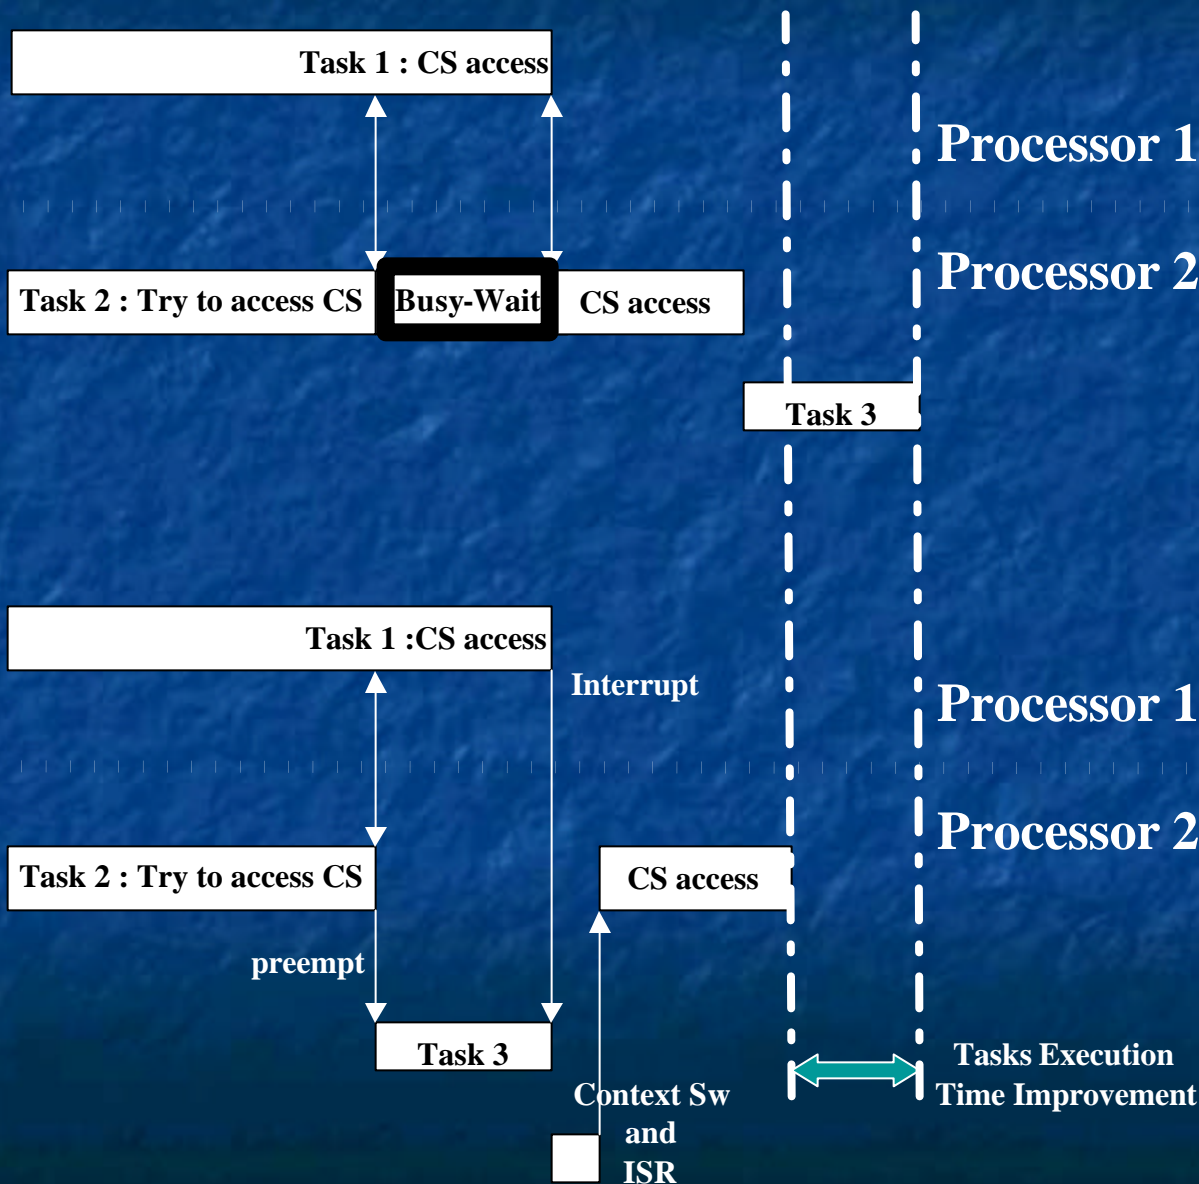 Task 1 : CS access
Processor 1
Processor 2
Task 2 : Try to access CS
Busy-Wait
CS access
Task 3
Task 1 :CS access
Interrupt
Processor 1
Processor 2
Task 2 : Try to access CS
CS access
preempt
Task 3
Tasks Execution
Time Improvement
Context Sw
and
ISR